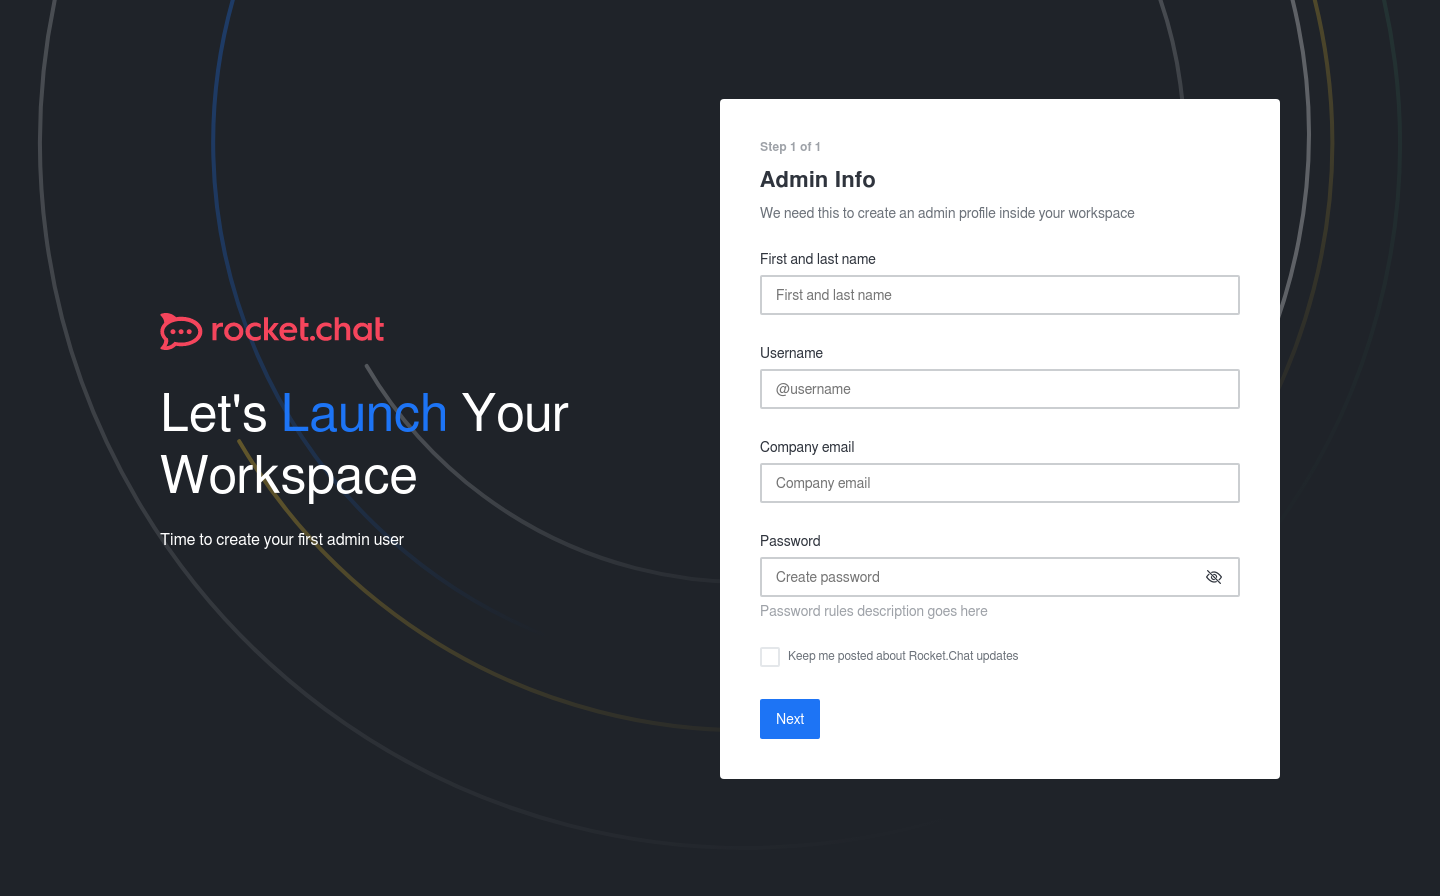 rocket.chat
Let's Launch Your
Workspace
Time to create your first admin user
Step 1 of 1
Admin Info
We need this to create an admin profile inside your workspace
First and last name
First and last name
Username
@username
Company email
Company email
Password
Create password
Password rules description goes here
Keep me posted about Rocket.Chat updates
Next